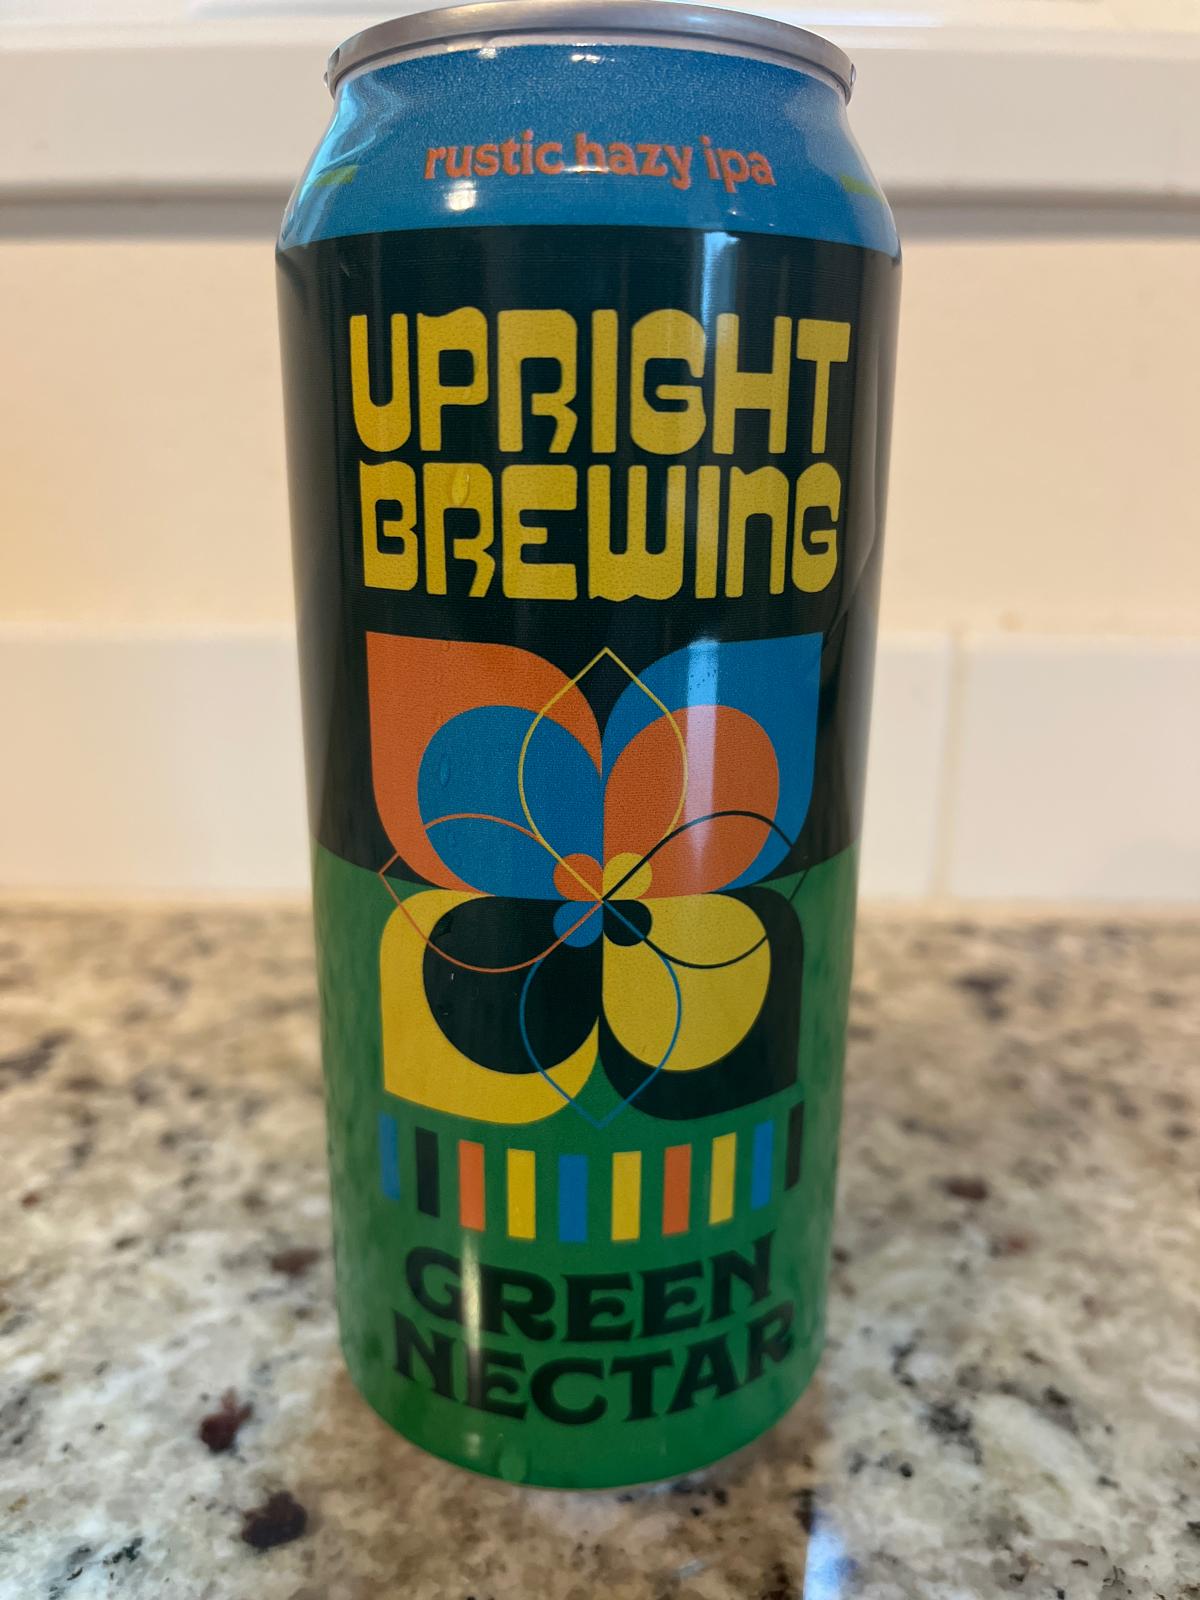 rustic hazy ipa
UPRIGHT
BREWING
GREEN
NECTAR